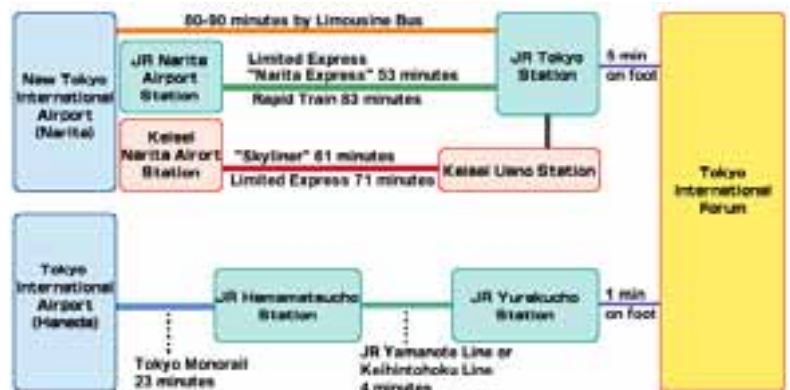 80-90 minutes by Limousine Bus
New Tokyo
International
Airport
(Narita)
JR Narita
Airport
Station
Limited Express
"Narita Express" 53 minutes
Rapid Train 83 minutes
JR Tokyo
Station
5 min
on foot
Keisei
Narita Airort
Station
"Skyliner" 61 minutes
Limited Express 71 minutes
Keisei Ueno Station
Tokyo
International
Forum
Tokyo
International
Airport
(Haneda)
JR Hamamatsucho
Station
JR Yurakucho
Station
1 min
on foot
Tokyo Monorail
23 minutes
JR Yamanote Line or
Keihintohoku Line
4 minutes